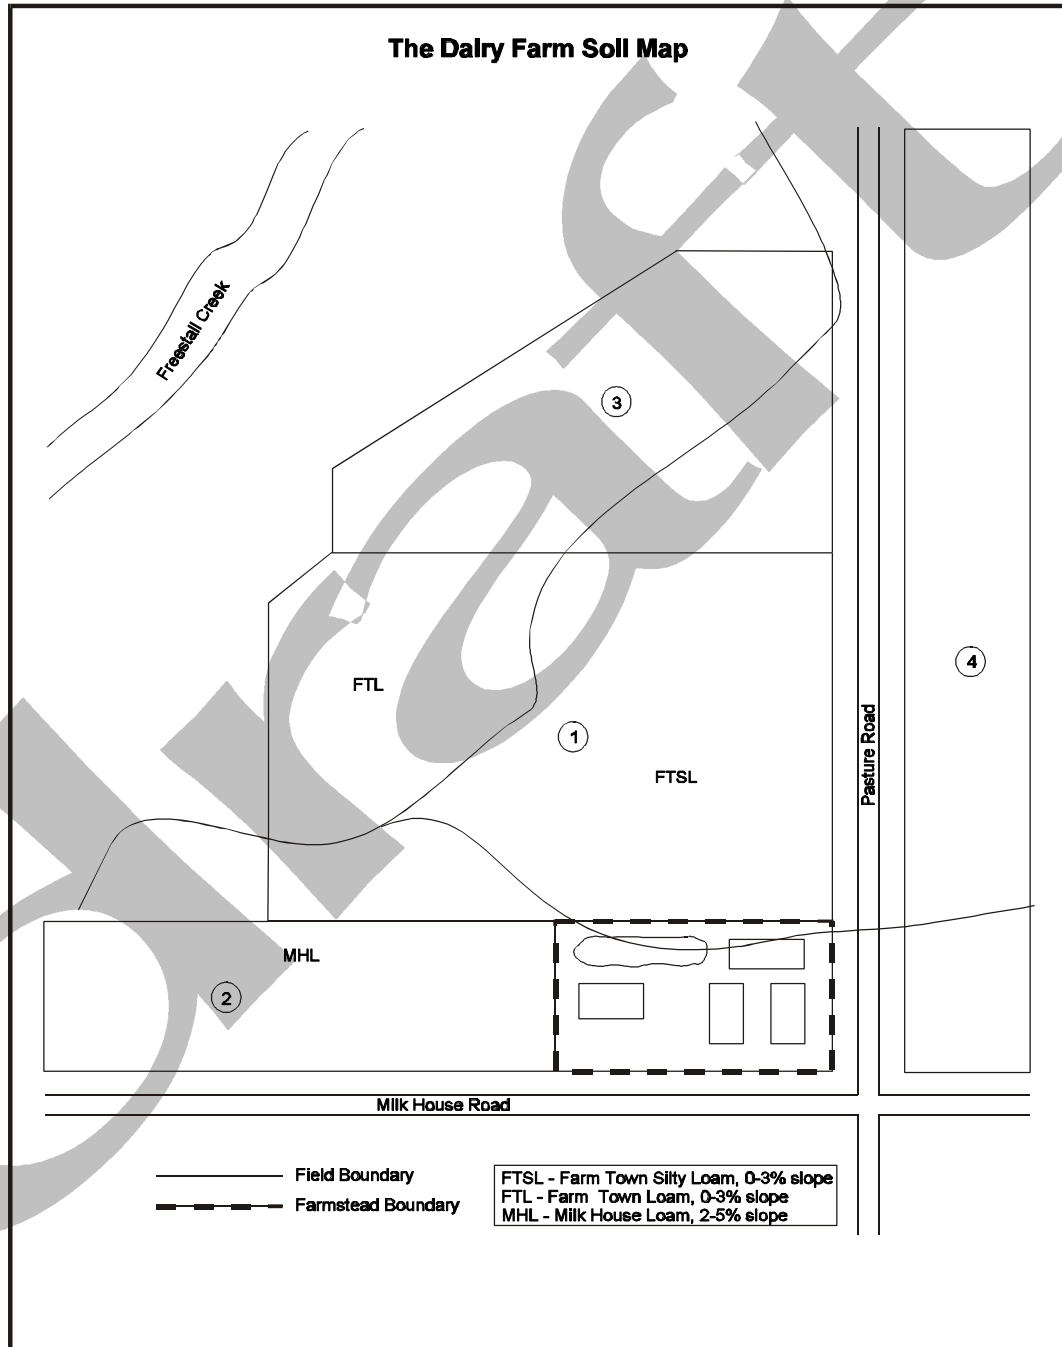 The Dairy Farm Soil Map
Freestall Creek
3
4
FTL
1
Pasture Road
FTSL
MHL
2
Milk House Road
Field Boundary
Farmstead Boundary
FTSL - Farm Town Silty Loam, 0-3% slope
FTL - Farm Town Loam, 0-3% slope
MHL - Milk House Loam, 2-5% slope
draft